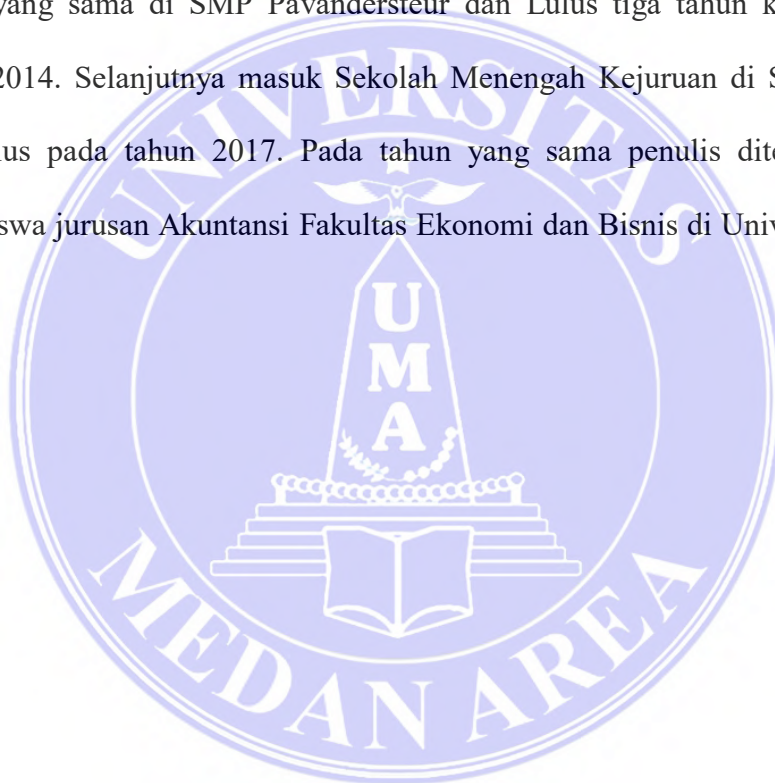 yang sama di SMP Pavandersteur dan Lulus tiga tahun k
2014. Selanjutnya masuk Sekolah Menengah Kejuruan di S
lus pada tahun 2017. Pada tahun yang sama penulis dit
swa jurusan Akuntansi Fakultas Ekonomi dan Bisnis di Univ
UNIVERSITAS
UMA
MEDAN AREA